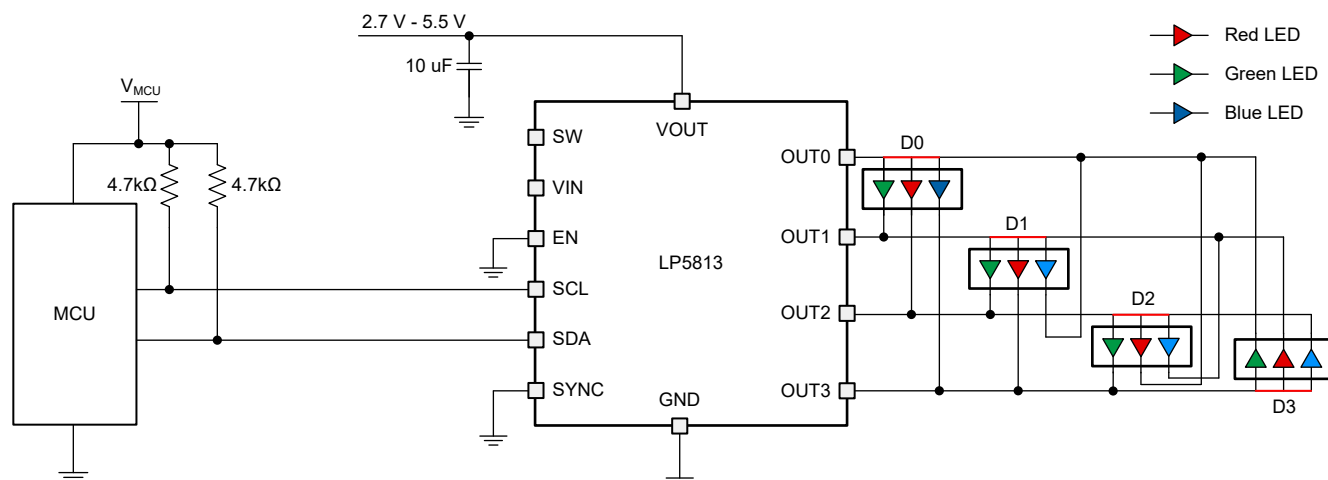 2.7 V - 5.5 V
10 uF
V_MCU
4.7kΩ
4.7kΩ
MCU
SW
VIN
EN
SCL
SDA
SYNC
VOUT
LP5813
GND
OUT0
OUT1
OUT2
OUT3
D0
D1
D2
D3
Red LED
Green LED
Blue LED